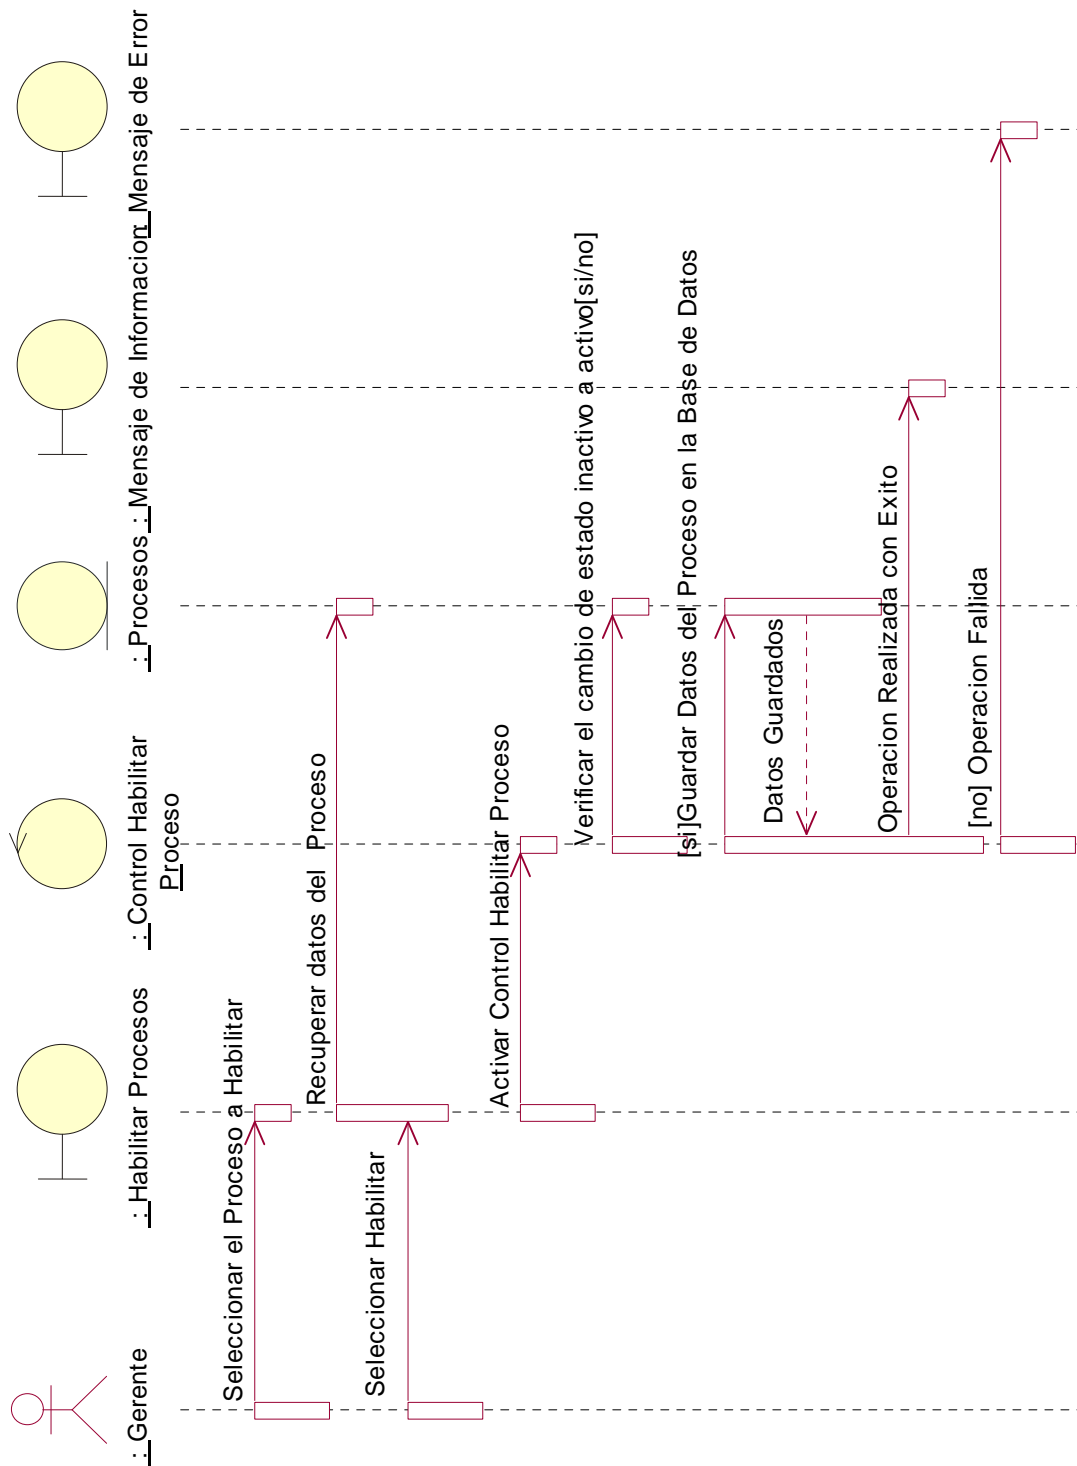 : Gerente
: Habilitar Procesos
: Control Habilitar
Proceso
: Procesos
: Mensaje de Informacion
: Mensaje de Error
Seleccionar el Proceso a Habilitar
Recuperar datos del Proceso
Seleccionar Habilitar
Activar Control Habilitar Proceso
Verificar el cambio de estado inactivo a activo[si/no]
[si]Guardar Datos del Proceso en la Base de Datos
Datos Guardados
Operacion Realizada con Exito
[no] Operacion Fallida